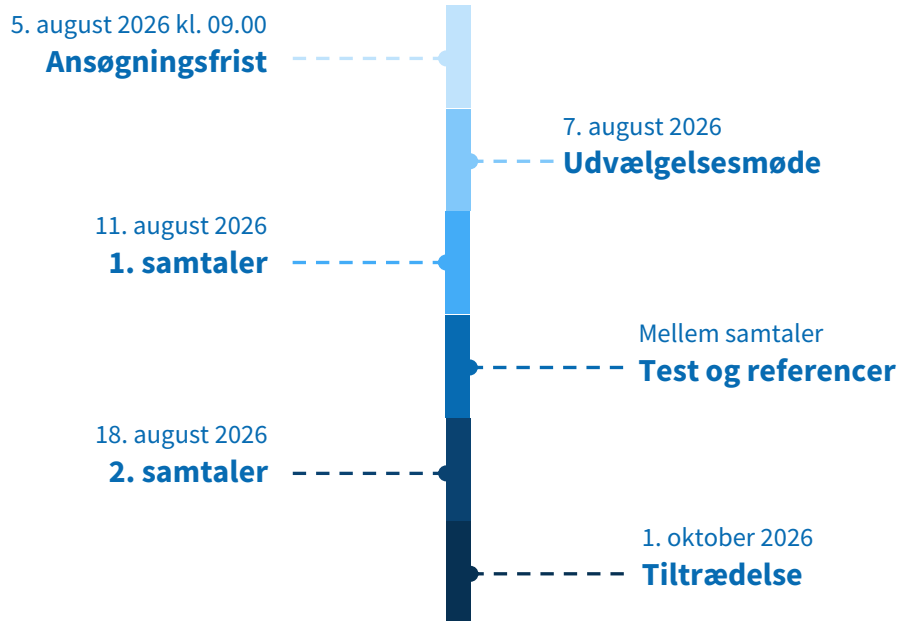 5. august 2026 kl. 09.00
Ansøgningsfrist
7. august 2026
Udvælgelsesmøde
11. august 2026
1. samtaler
Mellem samtaler
Test og referencer
18. august 2026
2. samtaler
1. oktober 2026
Tiltrædelse